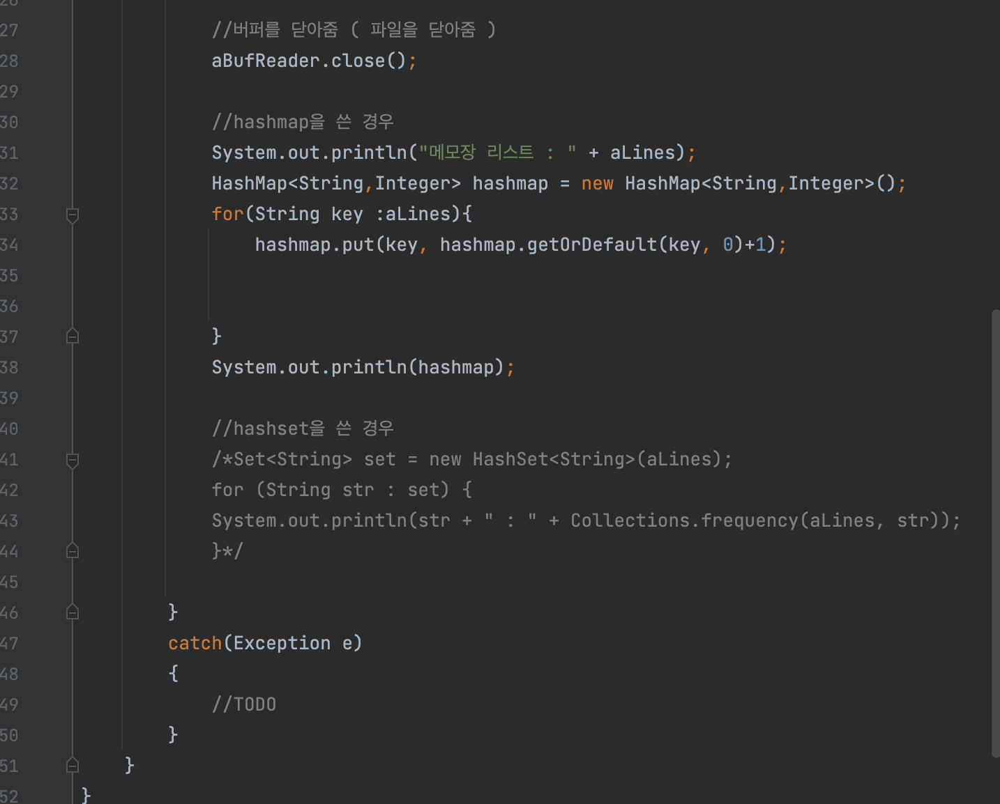 26
27 //버퍼를 닫아줌 ( 파일을 닫아줌 )
28 aBufReader.close();
29
30 //hashmap을 쓴 경우
31 System.out.println("메모장 리스트 : " + aLines);
32 HashMap<String,Integer> hashmap = new HashMap<String,Integer>();
33 for(String key :aLines){
34 hashmap.put(key, hashmap.getOrDefault(key, 0)+1);
35
36
37 }
38 System.out.println(hashmap);
39
40 //hashset을 쓴 경우
41 /*Set<String> set = new HashSet<String>(aLines);
42 for (String str : set) {
43 System.out.println(str + " : " + Collections.frequency(aLines, str));
44 }*/
45
46 }
47 catch(Exception e)
48 {
49 //TODO
50 }
51 }
52 }